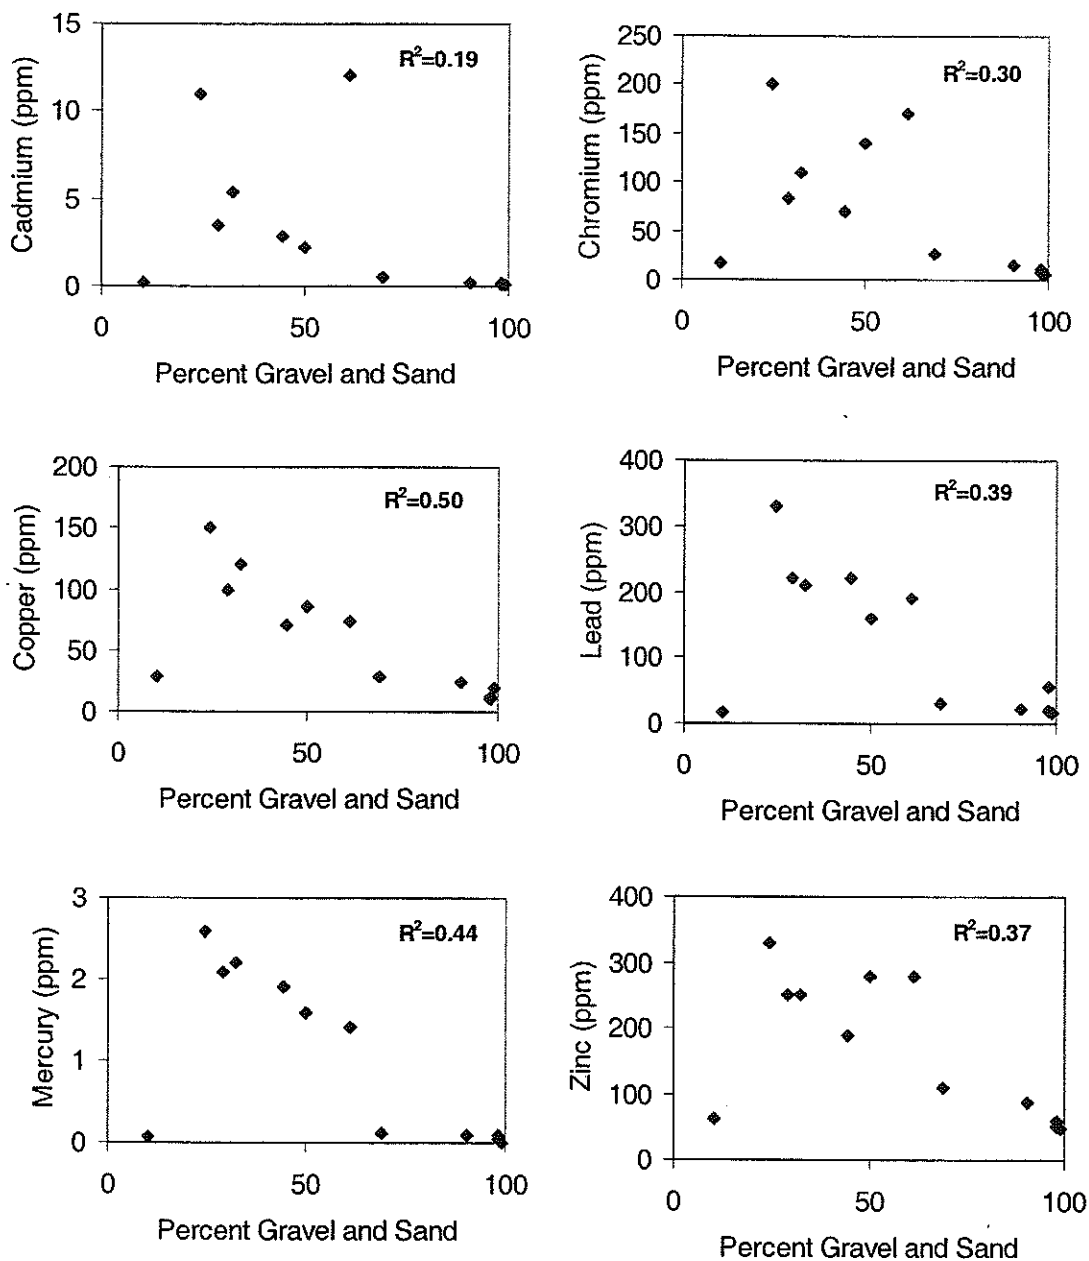 15
10
5
0
Cadmium (ppm)
R²=0.19
0 50 100
Percent Gravel and Sand
250
200
150
100
50
0
Chromium (ppm)
R²=0.30
0 50 100
Percent Gravel and Sand
200
150
100
50
0
Copper (ppm)
R²=0.50
0 50 100
Percent Gravel and Sand
400
300
200
100
0
Lead (ppm)
R²=0.39
0 50 100
Percent Gravel and Sand
3
2
1
0
Mercury (ppm)
R²=0.44
0 50 100
Percent Gravel and Sand
400
300
200
100
0
Zinc (ppm)
R²=0.37
0 50 100
Percent Gravel and Sand